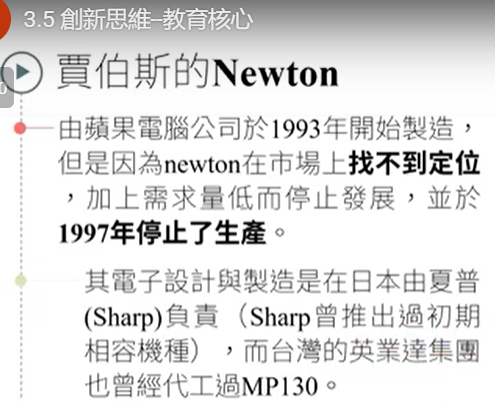 3.5 創新思維–教育核心
賈伯斯的Newton
由蘋果電腦公司於1993年開始製造，
但是因為newton在市場上找不到定位
，加上需求量低而停止發展，並於
1997年停止了生產。
其電子設計與製造是在日本由夏普
(Sharp)負責（Sharp曾推出過初期
相容機種），而台灣的英業達集團
也曾經代工過MP130。